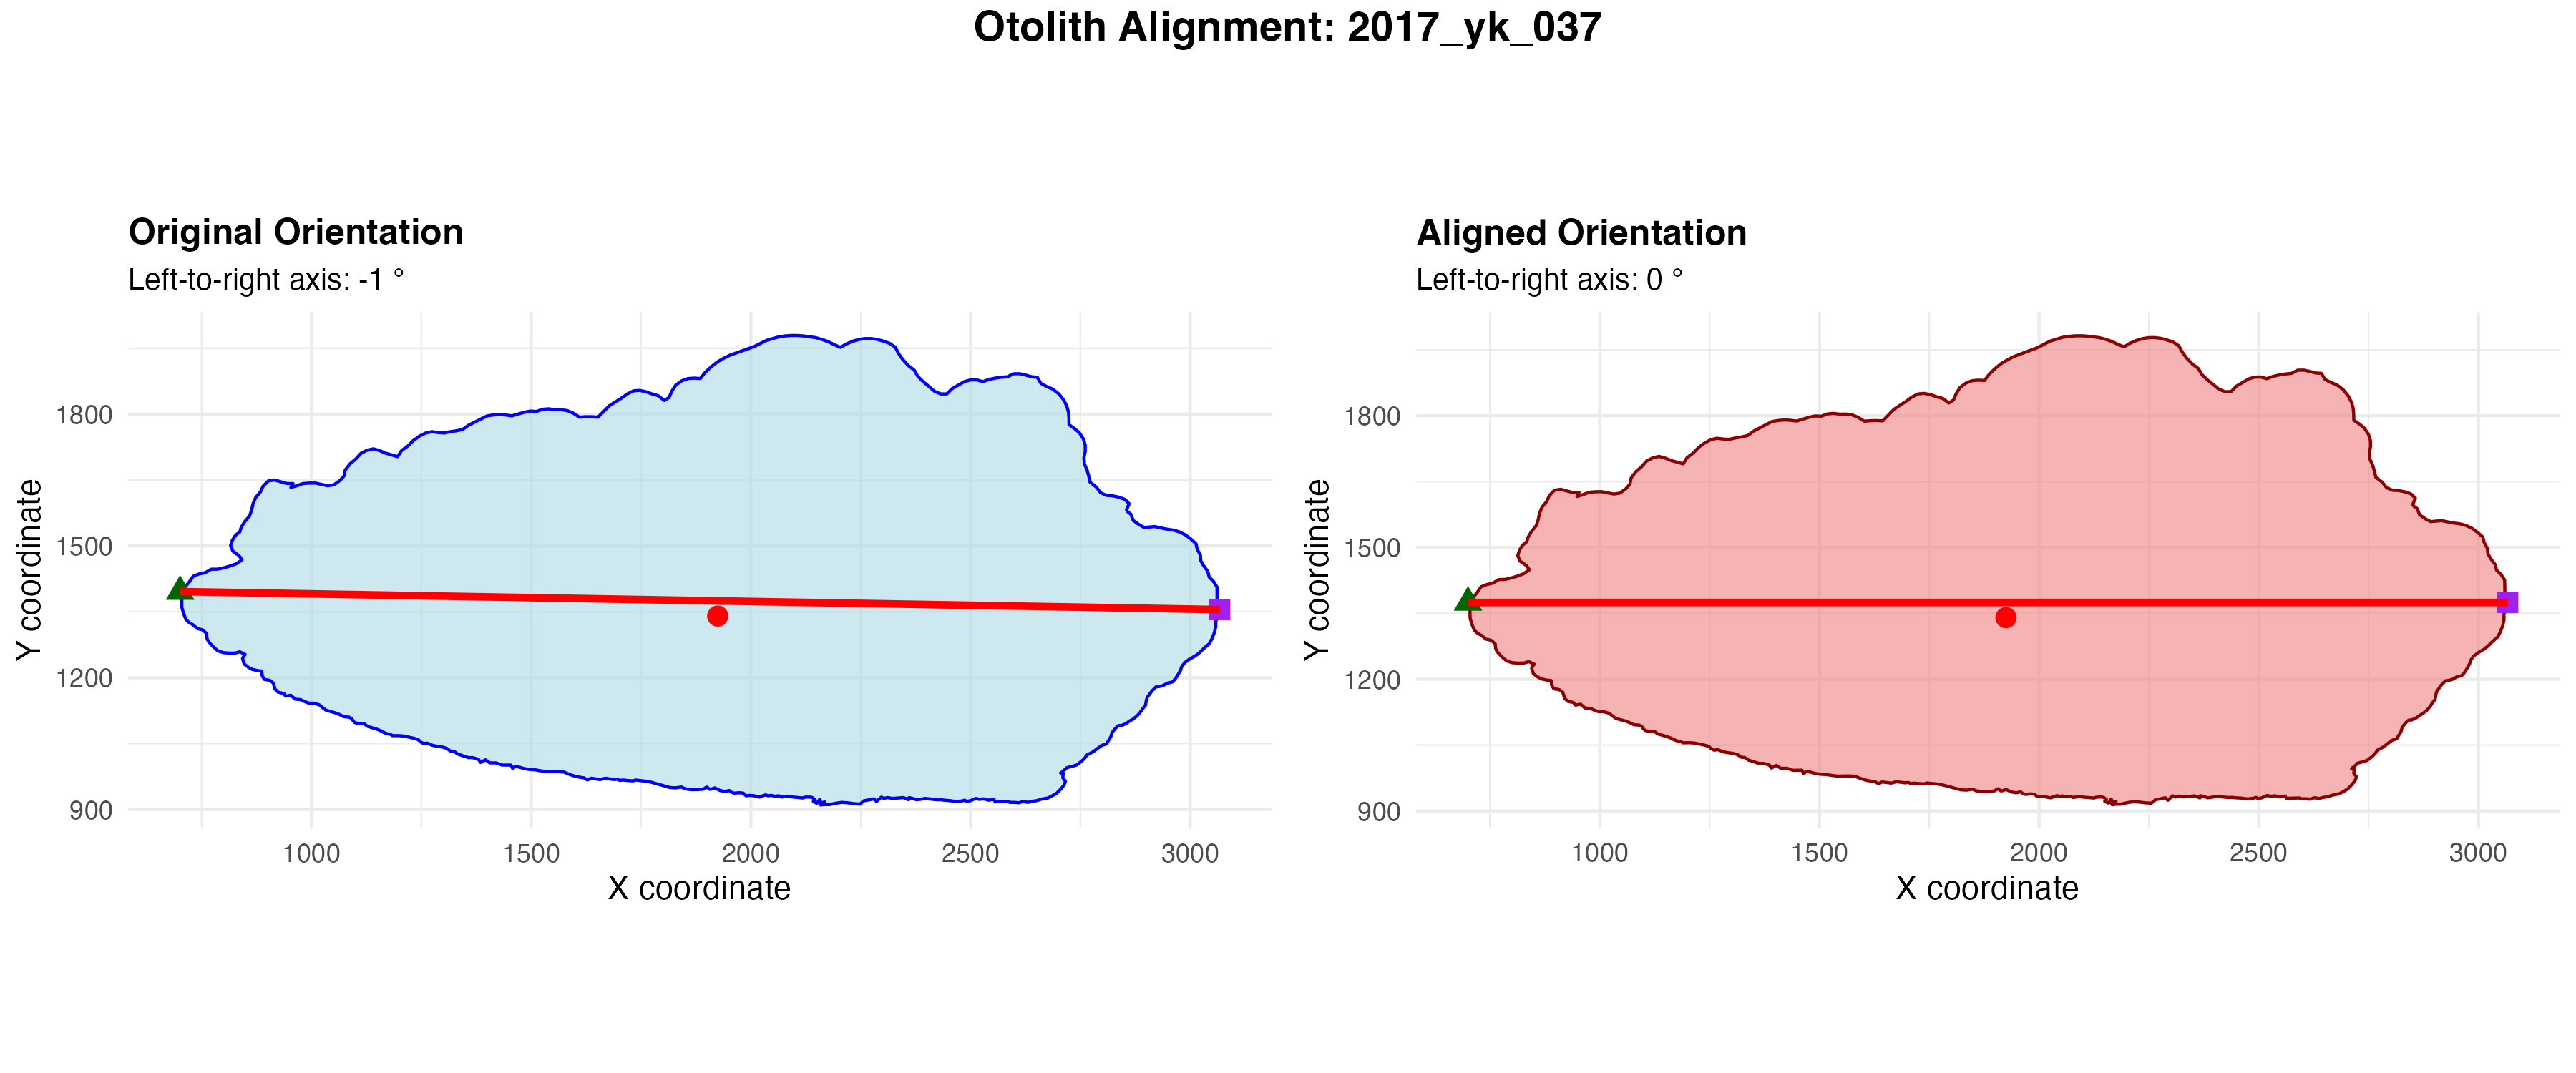 Otolith Alignment: 2017_yk_037
Original Orientation
Left-to-right axis: -1 °
Y coordinate
1800
1500
1200
900
1000 1500 2000 2500 3000
X coordinate
Aligned Orientation
Left-to-right axis: 0 °
Y coordinate
1800
1500
1200
900
1000 1500 2000 2500 3000
X coordinate